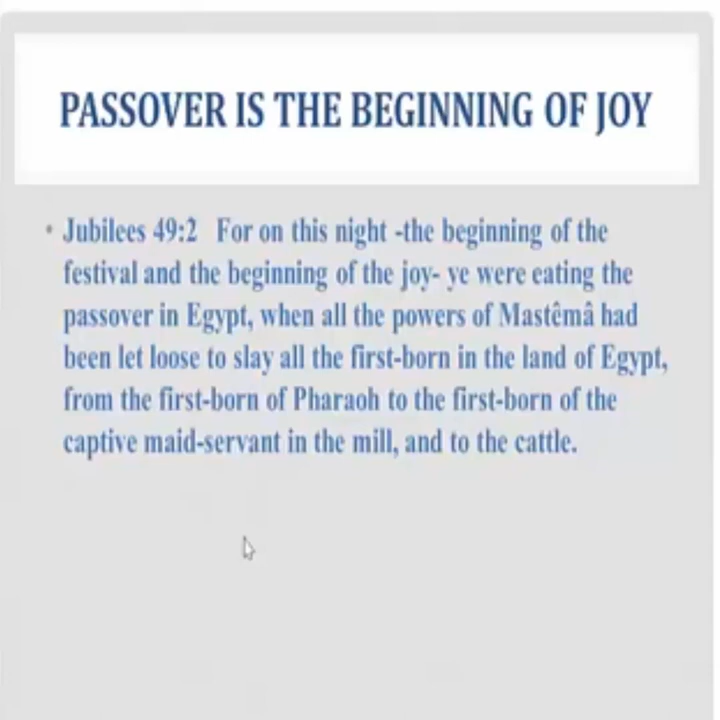 PASSOVER IS THE BEGINNING OF JOY
• Jubilees 49:2 For on this night -the beginning of the
festival and the beginning of the joy- ye were eating the
passover in Egypt, when all the powers of Mastêmâ had
been let loose to slay all the first-born in the land of Egypt,
from the first-born of Pharaoh to the first-born of the
captive maid-servant in the mill, and to the cattle.